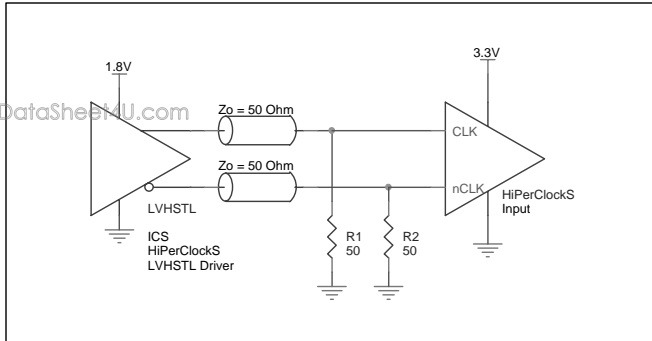 1.8V
3.3V
DataSheet4U.com
Zo = 50 Ohm
CLK
Zo = 50 Ohm
nCLK
HiPerClockS
Input
LVHSTL
ICS
HiPerClockS
LVHSTL Driver
R1
50
R2
50